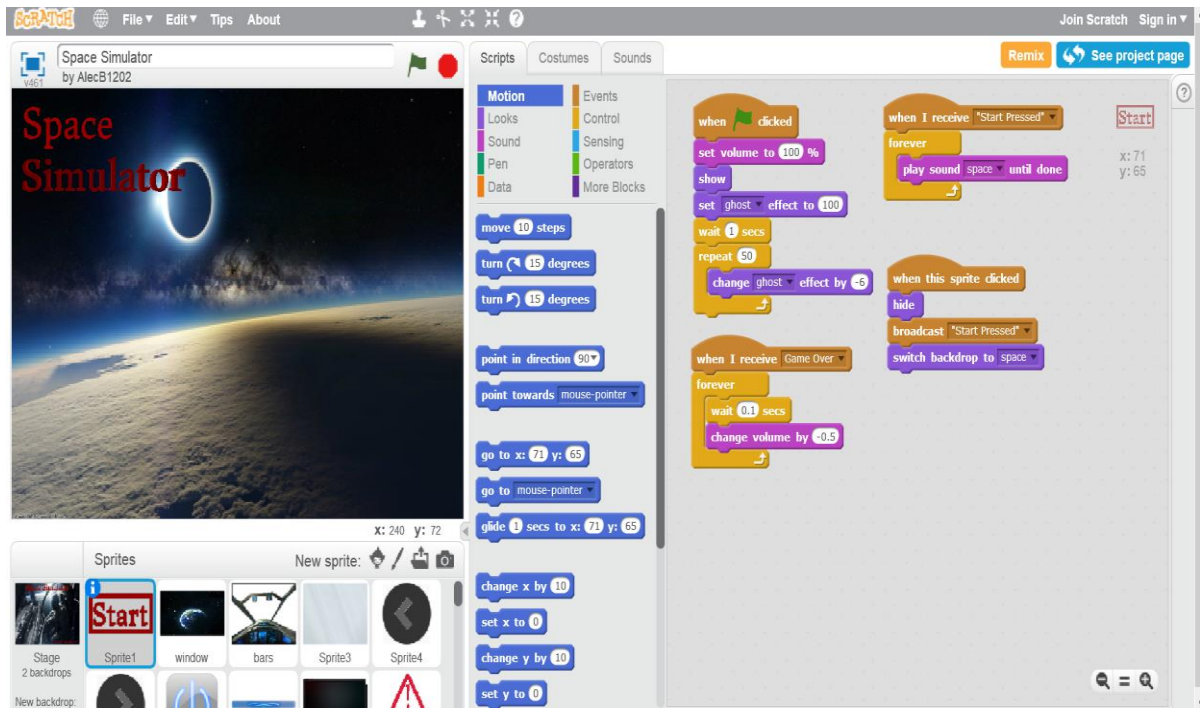 SCRATCH File Edit Tips About Join Scratch Sign in
v461
Space Simulator
by AlecB1202
Space
Simulator
x: 240 y: 72
Sprites New sprite:
Stage
2 backdrops
New backdrop:
Start
Sprite1
window
bars
Sprite3
Sprite4
Scripts Costumes Sounds
Remix See project page
Motion Events
Looks Control
Sound Sensing
Pen Operators
Data More Blocks
move 10 steps
turn 15 degrees
turn 15 degrees
point in direction 90
point towards mouse-pointer
go to x: 71 y: 65
go to mouse-pointer
glide 1 secs to x: 71 y: 65
change x by 10
set x to 0
change y by 10
set y to 0
when clicked
set volume to 100 %
show
set ghost effect to 100
wait 1 secs
repeat 50
change ghost effect by -6
when I receive Game Over
forever
wait 0.1 secs
change volume by -0.5
when I receive "Start Pressed"
forever
play sound space until done
when this sprite clicked
hide
broadcast "Start Pressed"
switch backdrop to space
Start
x: 71
y: 65